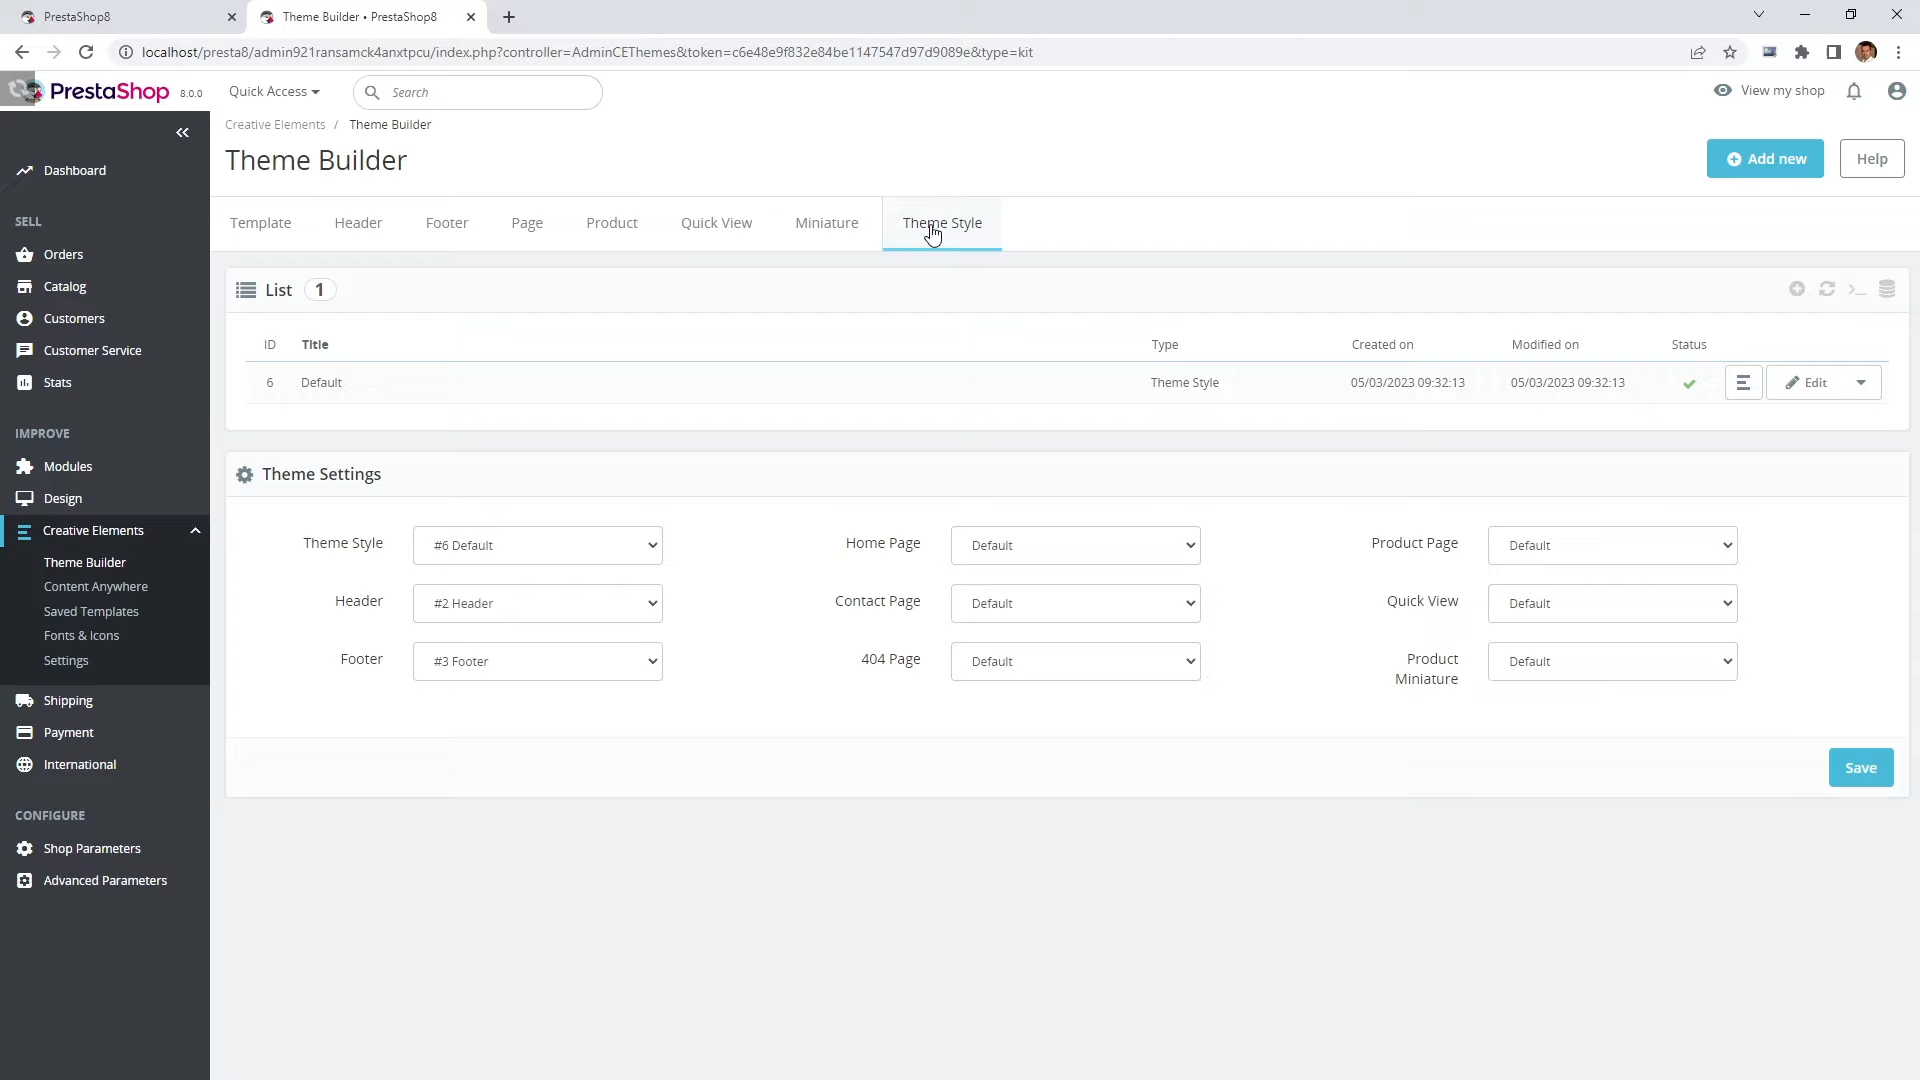 PrestaShop8
Theme Builder • PrestaShop8
localhost/presta8/admin921ransamck4anxtpcu/index.php?controller=AdminCEThemes&token=c6e48e9f832e84be1147547d97d9089e&type=kit
PrestaShop 8.0.0
Quick Access
Search
View my shop
Creative Elements / Theme Builder
Theme Builder
Add new
Help
Template Header Footer Page Product Quick View Miniature Theme Style
Dashboard
SELL
Orders
Catalog
Customers
Customer Service
Stats
IMPROVE
Modules
Design
Creative Elements
Theme Builder
Content Anywhere
Saved Templates
Fonts & Icons
Settings
Shipping
Payment
International
CONFIGURE
Shop Parameters
Advanced Parameters
List 1
ID Title Type Created on Modified on Status
6 Default Theme Style 05/03/2023 09:32:13 05/03/2023 09:32:13 Edit
Theme Settings
Theme Style #6 Default Home Page Default Product Page Default
Header #2 Header Contact Page Default Quick View Default
Footer #3 Footer 404 Page Default Product Miniature Default
Save